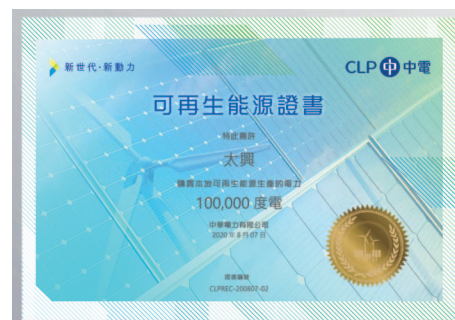 新世代·新動力
CLP 中電
可再生能源證書
特此嘉許
太興
購買本地可再生能源生產的電力
100,000 度電
中華電力有限公司
2020 年 8 月 07 日
證書編號
CLPREC-200807-02